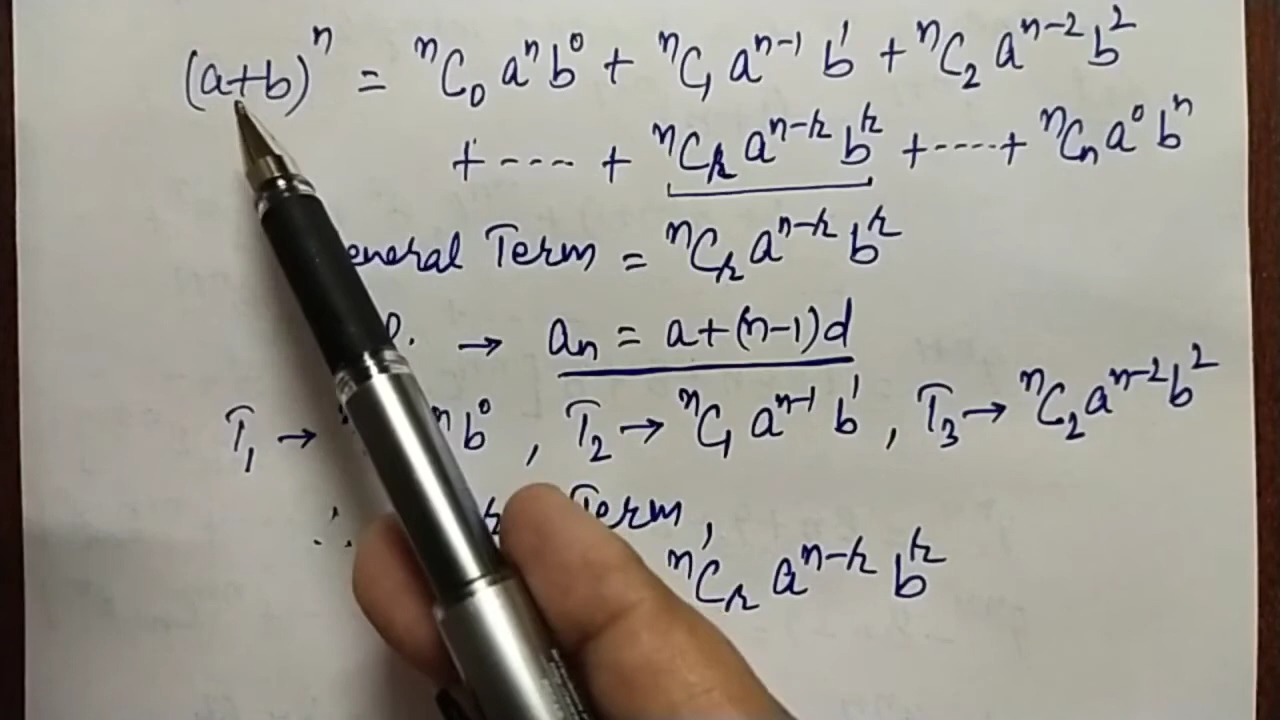 (a+b)ⁿ = ⁿC₀ aⁿ b⁰ + ⁿC₁ aⁿ⁻¹ b¹ + ⁿC₂ aⁿ⁻² b²
+ ---- + ⁿCᵣ aⁿ⁻ʳ bʳ + ----- + ⁿCₙ a⁰ bⁿ
eneral Term = ⁿCᵣ aⁿ⁻ʳ bʳ
→ aₙ = a+(n-1)d
T₁ → ⁿ b⁰ , T₂ → ⁿC₁ aⁿ⁻¹ b¹ , T₃ → ⁿC₂ aⁿ⁻² b²
∴ Term,
ⁿCᵣ aⁿ⁻ʳ bʳ